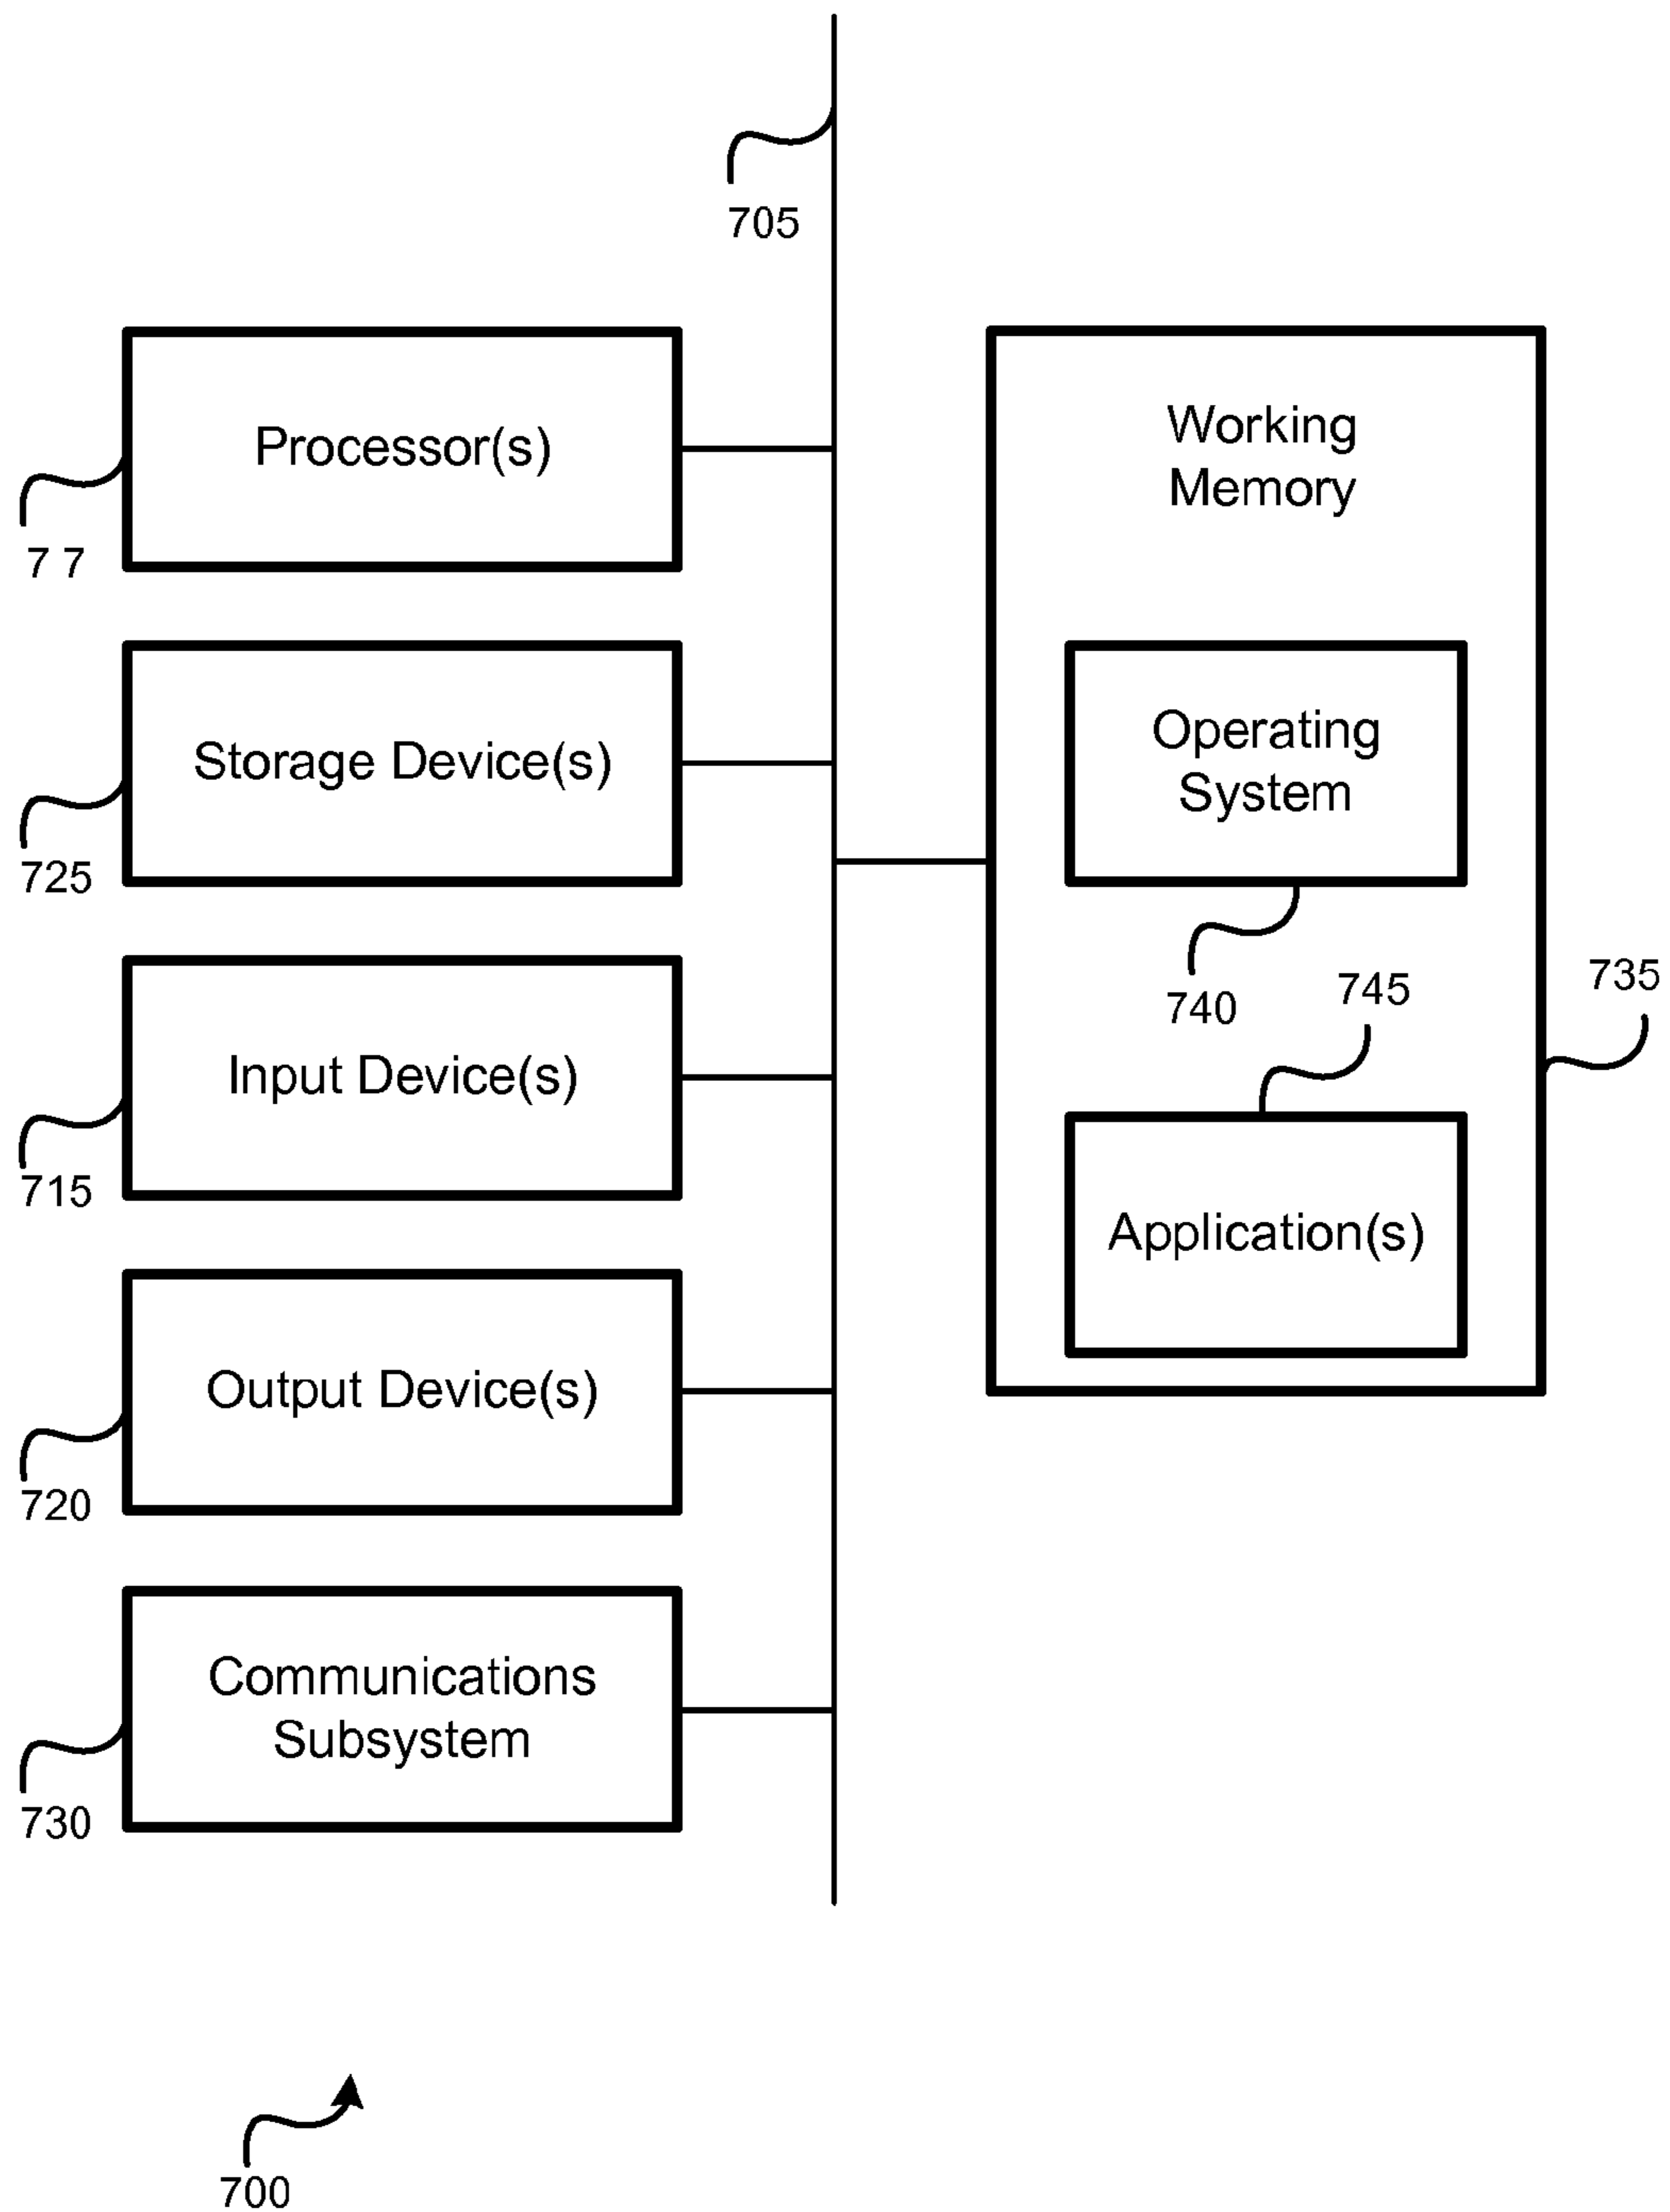 705
Processor(s)
7 7
Storage Device(s)
725
Input Device(s)
715
Output Device(s)
720
Communications
Subsystem
730
Working
Memory
Operating
System
740
745
735
Application(s)
700